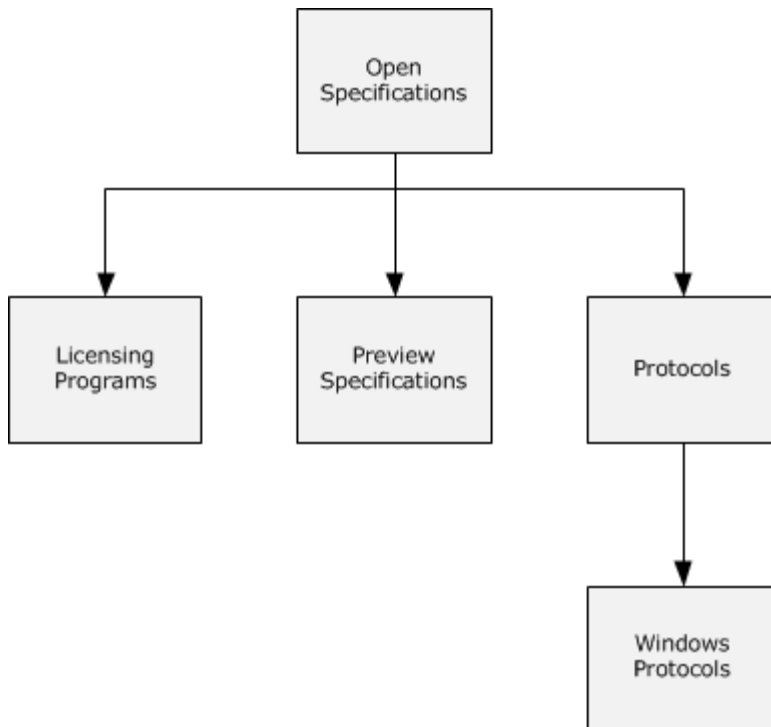 Open
Specifications
Licensing
Programs
Preview
Specifications
Protocols
Windows
Protocols